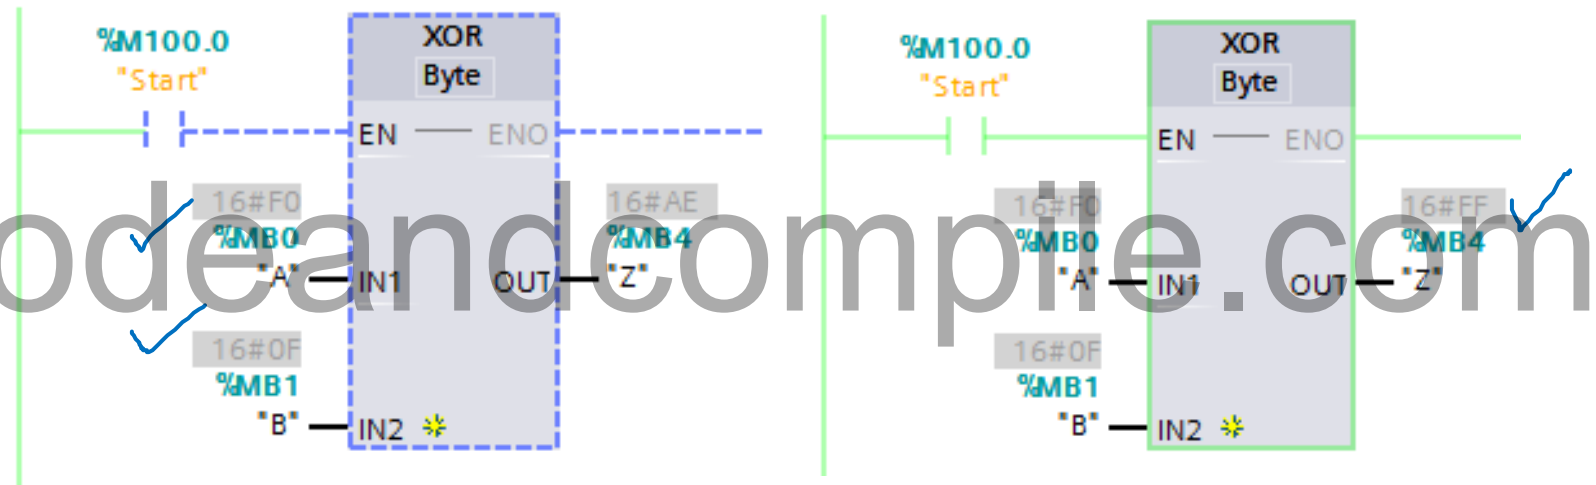 %M100.0
"Start"
XOR
Byte
EN
ENO
16#F0
%MB0
"A"
IN1
16#AE
%MB4
"Z"
OUT
16#0F
%MB1
"B"
IN2
%M100.0
"Start"
XOR
Byte
EN
ENO
16#F0
%MB0
"A"
IN1
16#FF
%MB4
"Z"
OUT
16#0F
%MB1
"B"
IN2
odeandcompile.com